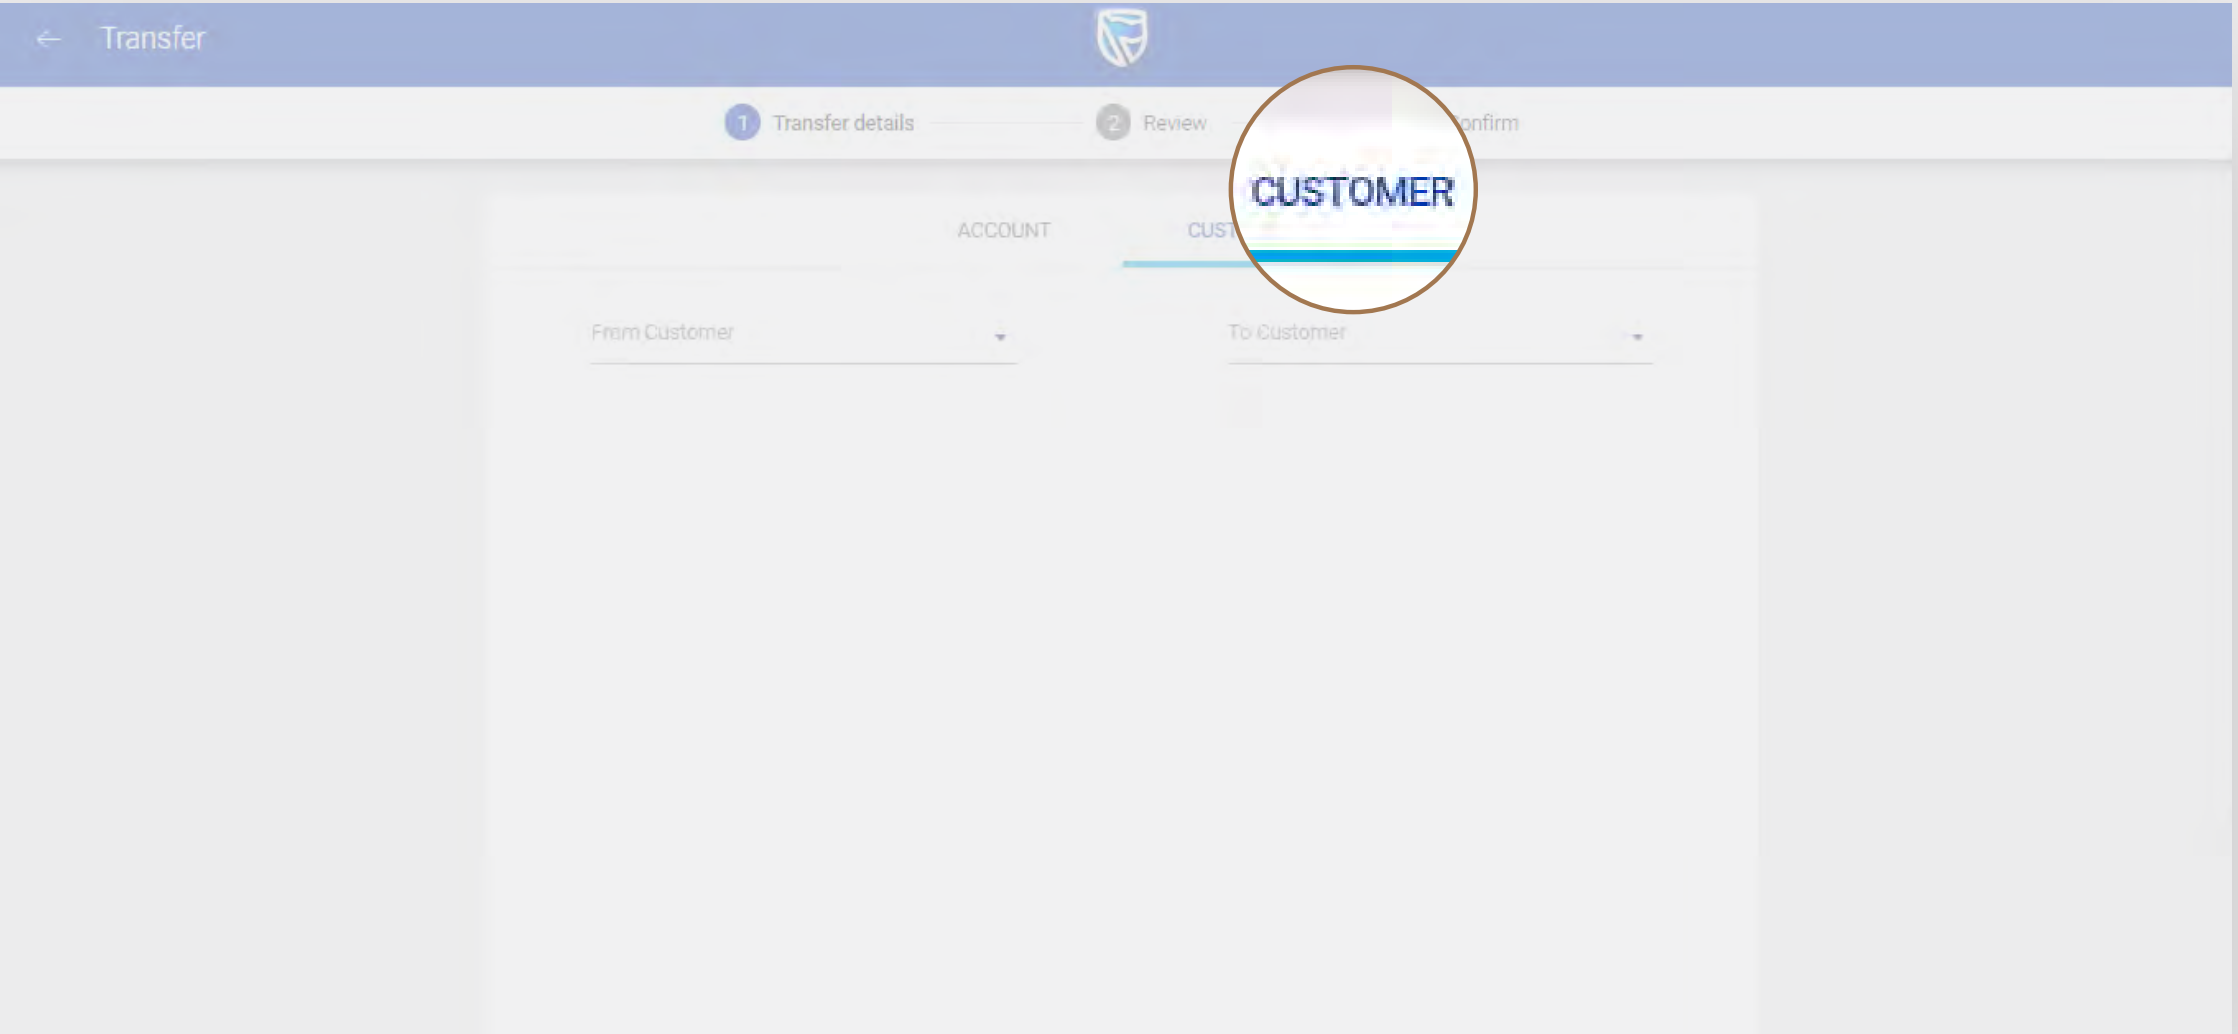 ← Transfer
1 Transfer details 2 Review onfirm
ACCOUNT CUST
CUSTOMER
From Customer To Customer